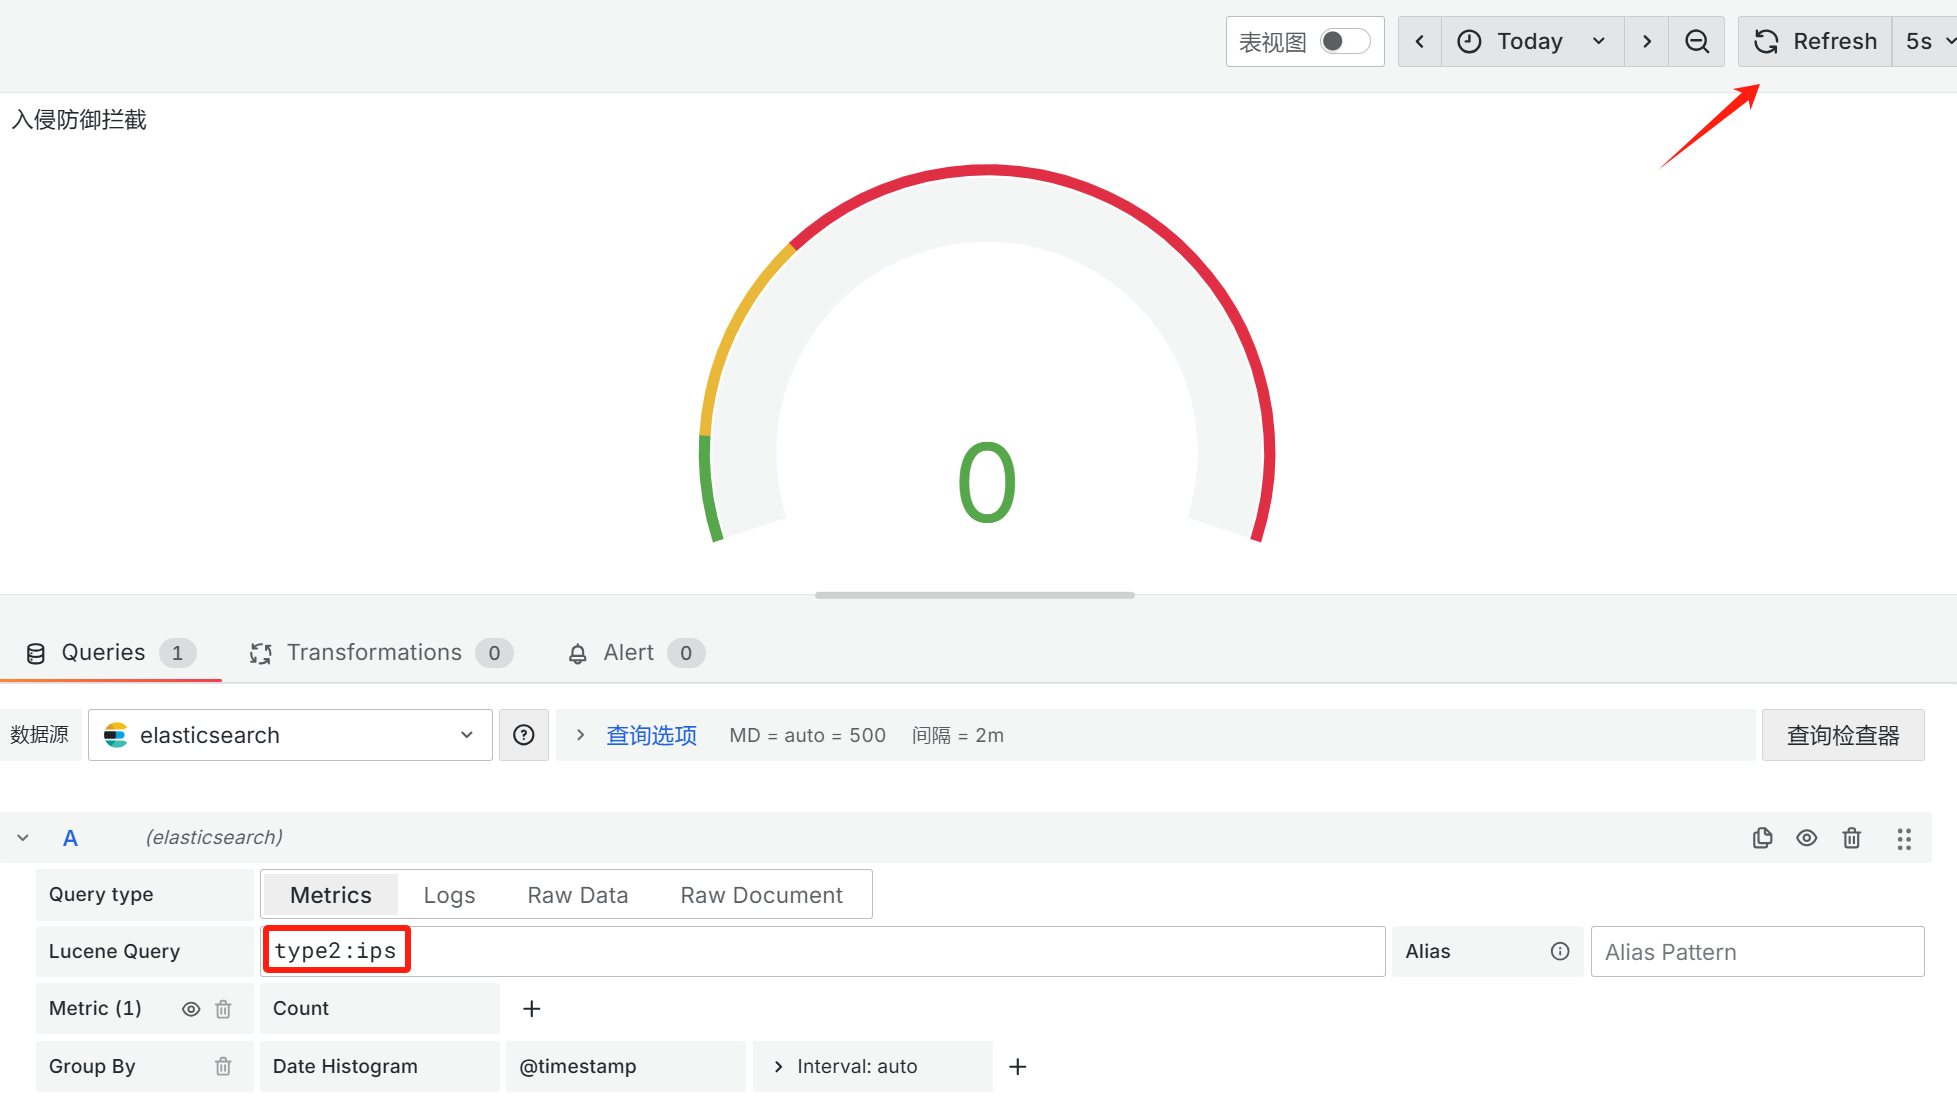 表视图 Today Refresh 5s
入侵防御拦截
0
Queries 1 Transformations 0 Alert 0
数据源 elasticsearch 查询选项 MD = auto = 500 间隔 = 2m 查询检查器
A (elasticsearch)
Query type Metrics Logs Raw Data Raw Document
Lucene Query type2:ips Alias Alias Pattern
Metric (1) Count
Group By Date Histogram @timestamp Interval: auto